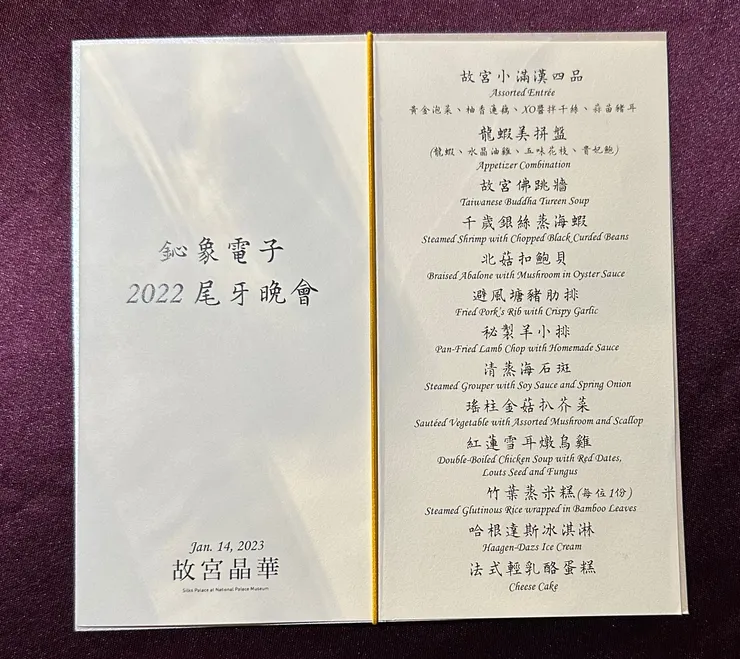 鈊象電子
2022 尾牙晚會
Jan. 14, 2023
故宮晶華
Silks Palace at National Palace Museum
故宮小滿漢四品
Assorted Entrée
黃金泡菜、柚香蓮藕、XO醬拌干絲、蒜苗豬耳
龍蝦美拼盤
(龍蝦、水晶油雞、五味花枝、貴妃鮑)
Appetizer Combination
故宮佛跳牆
Taiwanese Buddha Tureen Soup
千歲銀絲蒸海蝦
Steamed Shrimp with Chopped Black Curded Beans
北菇扣鮑貝
Braised Abalone with Mushroom in Oyster Sauce
避風塘豬肋排
Fried Pork's Rib with Crispy Garlic
秘製羊小排
Pan-Fried Lamb Chop with Homemade Sauce
清蒸海石斑
Steamed Grouper with Soy Sauce and Spring Onion
瑤柱金菇扒芥菜
Sautéed Vegetable with Assorted Mushroom and Scallop
紅蓮雪耳燉烏雞
Double-Boiled Chicken Soup with Red Dates,
Louts Seed and Fungus
竹葉蒸米糕(每位1份)
Steamed Glutinous Rice wrapped in Bamboo Leaves
哈根達斯冰淇淋
Haagen-Dazs Ice Cream
法式輕乳酪蛋糕
Cheese Cake